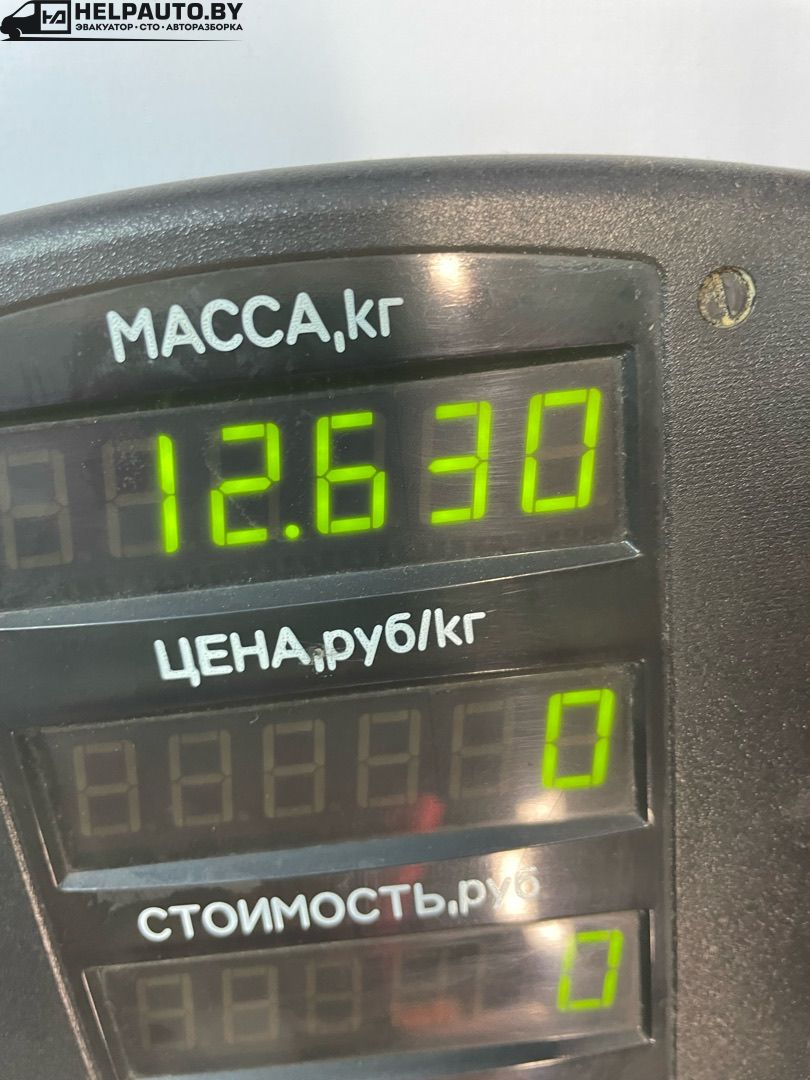 HELPAUTO.BY
ЭВАКУАТОР•СТО•АВТОРАЗБОРКА
МАССА,кг
12.630
ЦЕНА,руб/кг
0
СТОИМОСТЬ,руб
0